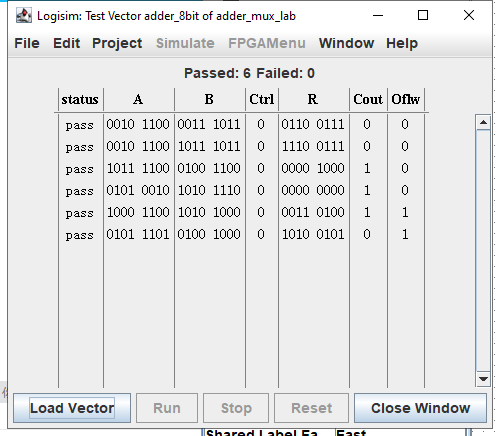 Logisim: Test Vector adder_8bit of adder_mux_lab
File Edit Project Simulate FPGAMenu Window Help
Passed: 6 Failed: 0
status A B Ctrl R Cout Oflw
pass 0010 1100 0011 1011 0 0110 0111 0 0
pass 0010 1100 1011 1011 0 1110 0111 0 0
pass 1011 1100 0100 1100 0 0000 1000 1 0
pass 0101 0010 1010 1110 0 0000 0000 1 0
pass 1000 1100 1010 1000 0 0011 0100 1 1
pass 0101 1101 0100 1000 0 1010 0101 0 1
Load Vector Run Stop Reset Close Window
Shared Label Fa... East